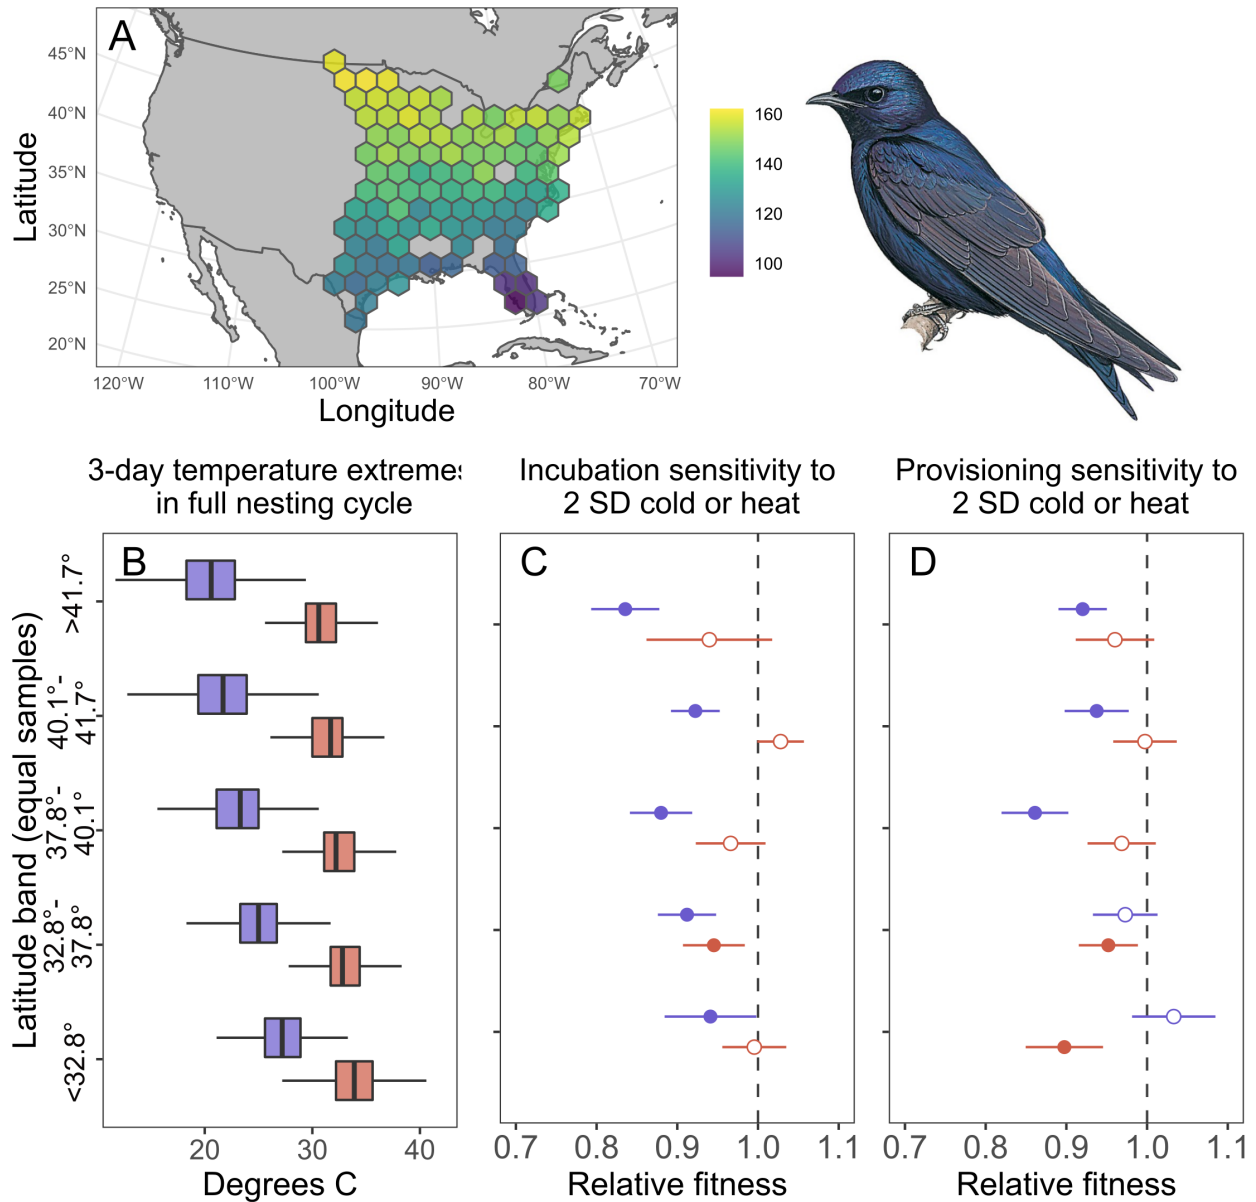 A
45°N
40°N
35°N
30°N
25°N
20°N
Latitude
120°W 110°W 100°W 90°W 80°W 70°W
Longitude
160
140
120
100
3-day temperature extremes
in full nesting cycle
B
Latitude band (equal samples)
>41.7°
40.1°-
41.7°
37.8°-
40.1°
32.8°-
37.8°
<32.8°
20 30 40
Degrees C
Incubation sensitivity to
2 SD cold or heat
C
0.7 0.8 0.9 1.0 1.1
Relative fitness
Provisioning sensitivity to
2 SD cold or heat
D
0.7 0.8 0.9 1.0 1.1
Relative fitness